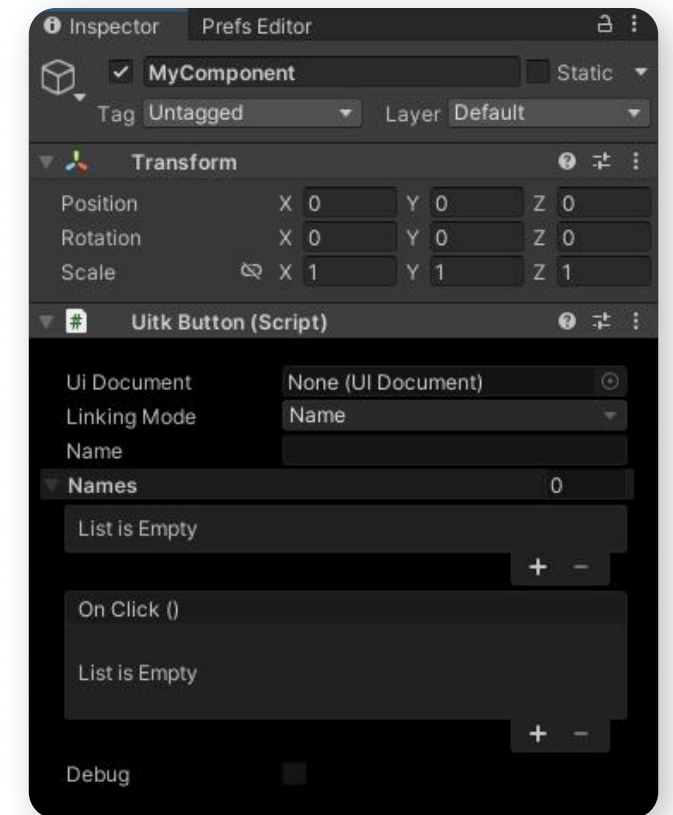 Inspector Prefs Editor
MyComponent Static
Tag Untagged Layer Default
Transform
Position X 0 Y 0 Z 0
Rotation X 0 Y 0 Z 0
Scale X 1 Y 1 Z 1
# Uitk Button (Script)
Ui Document None (UI Document)
Linking Mode Name
Name
Names 0
List is Empty
+ −
On Click ()
List is Empty
+ −
Debug